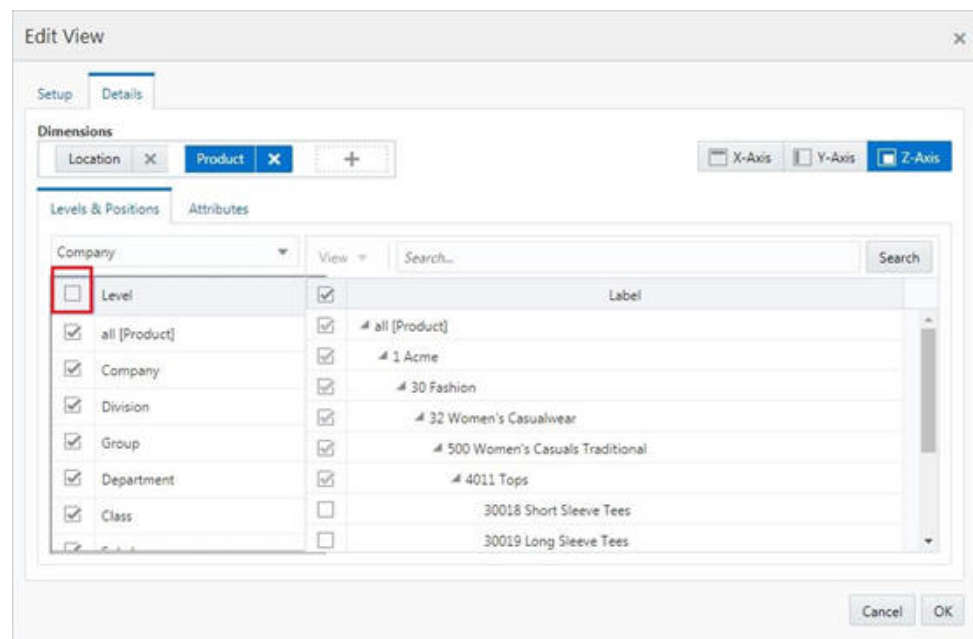 Edit View
Setup Details
Dimensions
Location Product X-Axis Y-Axis Z-Axis
Levels & Positions Attributes
Company View Search... Search
Level Label
all [Product] all [Product]
Company 1 Acme
Division 30 Fashion
Group 32 Women's Casualwear
Department 500 Women's Casuals Traditional
Class 4011 Tops
30018 Short Sleeve Tees
30019 Long Sleeve Tees
Cancel OK